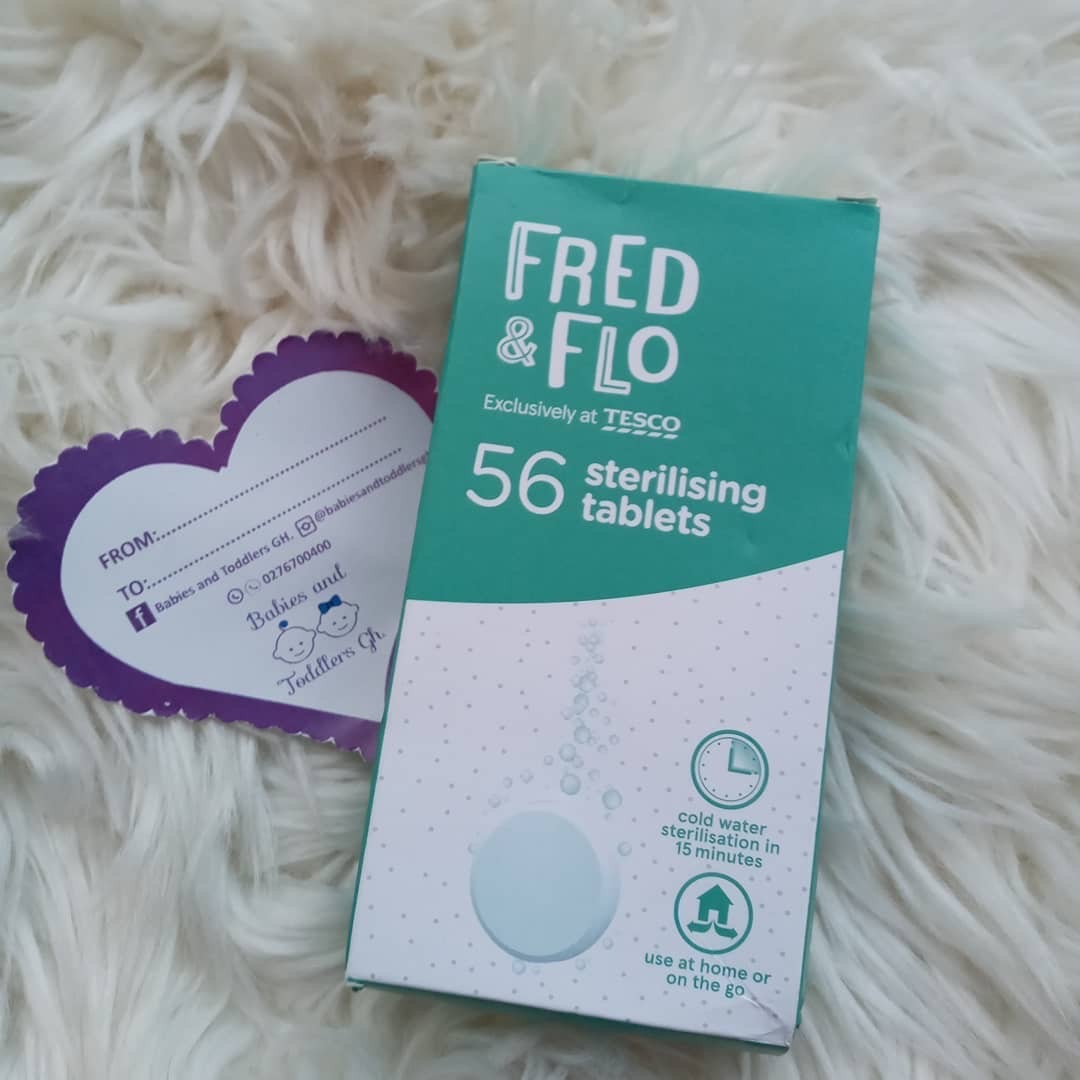 FRED
& FLO
Exclusively at TESCO
56 sterilising
tablets
cold water
sterilisation in
15 minutes
use at home or
on the go
FROM:........................................
TO:........................................
Babies and Toddlers GH. @babiesandtoddlersgh
0276700400
Babies and
Toddlers Gh.